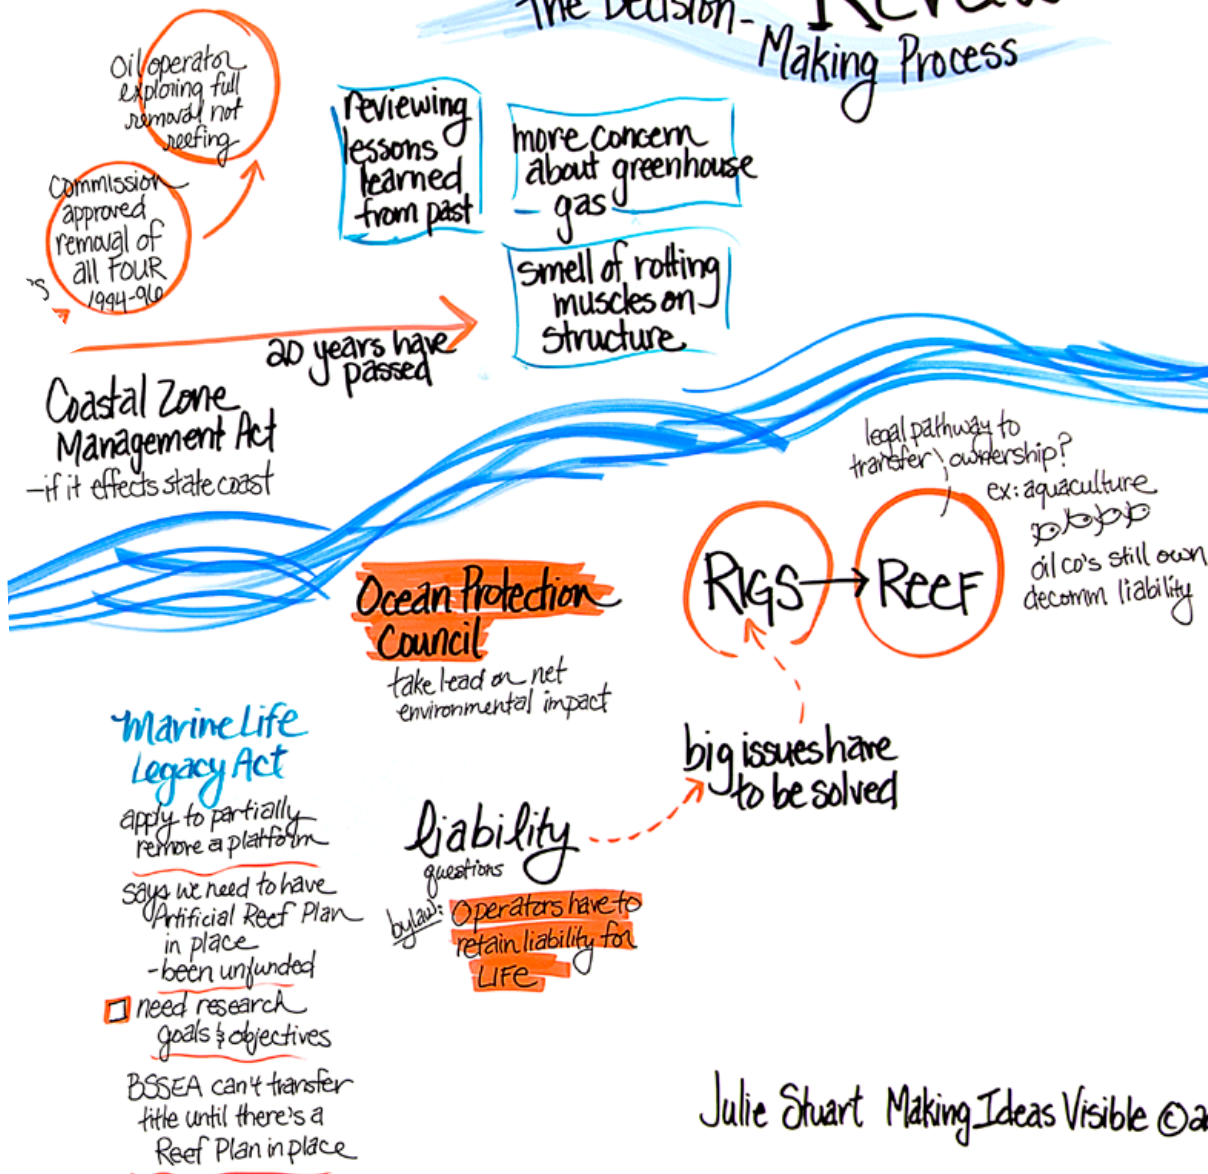 The Decision-
Making Process
Oil operator
exploring full
removal not
reefing
Commission
approved
removal of
all FOUR
1994-96
reviewing
lessons
learned
from past
more concern
about greenhouse
gas
smell of rotting
muscles on
structure
20 years have
passed
Coastal Zone
Management Act
-if it effects state coast
legal pathway to
transfer ownership?
ex: aquaculture
oil co's still own
decomm liability
RIGS → REEF
Ocean Protection
Council
take lead on net
environmental impact
big issues have
to be solved
liability
questions
bylaw: Operators have to
retain liability for
LIFE
Marine Life
Legacy Act
apply to partially
remove a platform
says we need to have
Artificial Reef Plan
in place
-been unfunded
need research
goals & objectives
BSSEA can't transfer
title until there's a
Reef Plan in place
Julie Stuart Making Ideas Visible ©